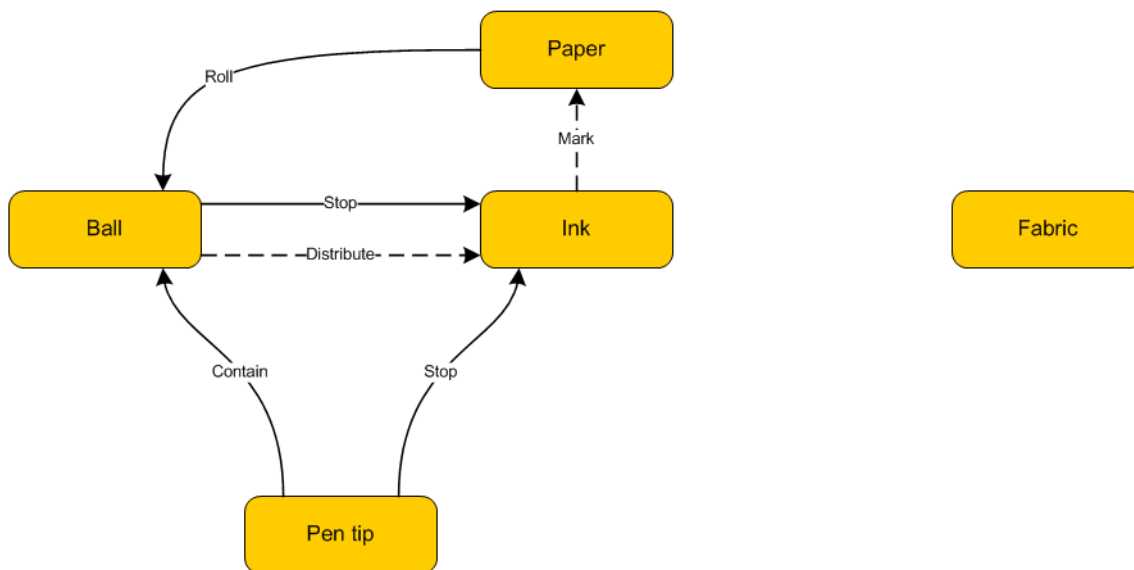 Paper
Roll
Mark
Ball
Stop
Ink
Fabric
Distribute
Contain
Stop
Pen tip